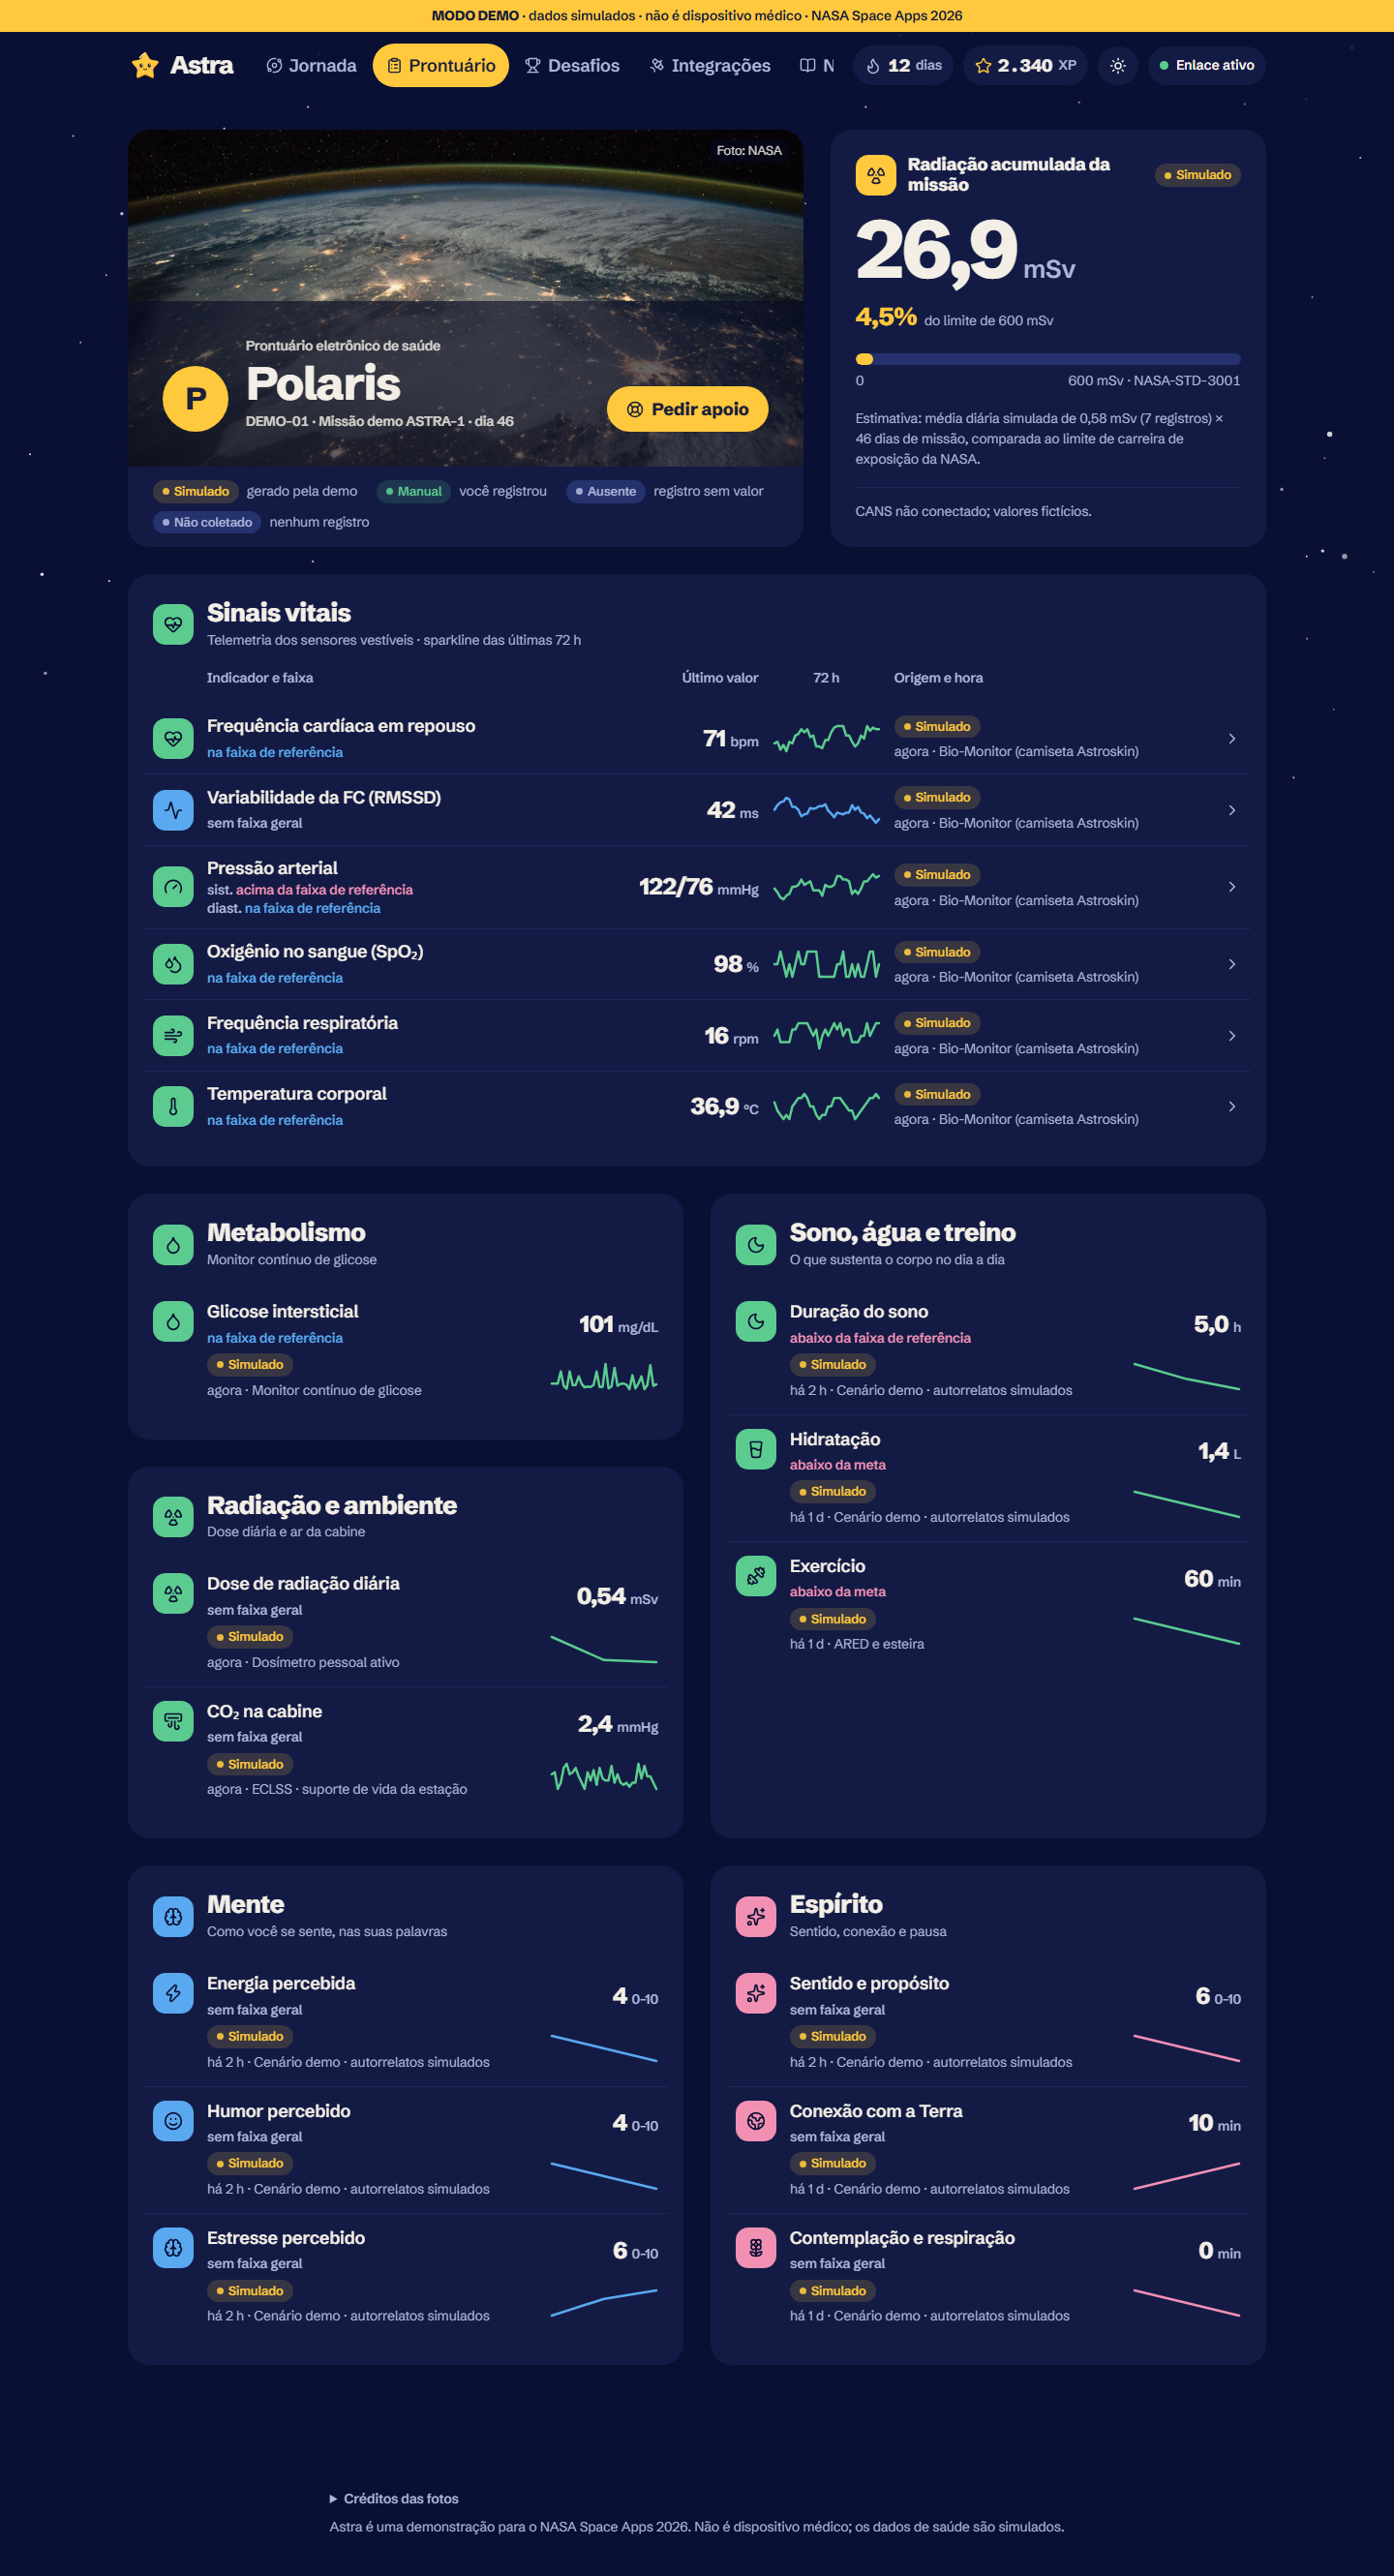 MODO DEMO · dados simulados · não é dispositivo médico · NASA Space Apps 2026
Astra
Jornada
Prontuário
Desafios
Integrações
N
12 dias
2.340 XP
Enlace ativo
Foto: NASA
Prontuário eletrônico de saúde
P
Polaris
DEMO-01 · Missão demo ASTRA-1 · dia 46
Pedir apoio
Simulado gerado pela demo
Manual você registrou
Ausente registro sem valor
Não coletado nenhum registro
Radiação acumulada da
missão
Simulado
26,9 mSv
4,5% do limite de 600 mSv
0
600 mSv · NASA-STD-3001
Estimativa: média diária simulada de 0,58 mSv (7 registros) ×
46 dias de missão, comparada ao limite de carreira de
exposição da NASA.
CANS não conectado; valores fictícios.
Sinais vitais
Telemetria dos sensores vestíveis · sparkline das últimas 72 h
Indicador e faixa
Último valor
72 h
Origem e hora
Frequência cardíaca em repouso
na faixa de referência
71 bpm
Simulado
agora · Bio-Monitor (camiseta Astroskin)
Variabilidade da FC (RMSSD)
sem faixa geral
42 ms
Simulado
agora · Bio-Monitor (camiseta Astroskin)
Pressão arterial
sist. acima da faixa de referência
diast. na faixa de referência
122/76 mmHg
Simulado
agora · Bio-Monitor (camiseta Astroskin)
Oxigênio no sangue (SpO₂)
na faixa de referência
98 %
Simulado
agora · Bio-Monitor (camiseta Astroskin)
Frequência respiratória
na faixa de referência
16 rpm
Simulado
agora · Bio-Monitor (camiseta Astroskin)
Temperatura corporal
na faixa de referência
36,9 °C
Simulado
agora · Bio-Monitor (camiseta Astroskin)
Metabolismo
Monitor contínuo de glicose
Glicose intersticial
na faixa de referência
101 mg/dL
Simulado
agora · Monitor contínuo de glicose
Radiação e ambiente
Dose diária e ar da cabine
Dose de radiação diária
sem faixa geral
0,54 mSv
Simulado
agora · Dosímetro pessoal ativo
CO₂ na cabine
sem faixa geral
2,4 mmHg
Simulado
agora · ECLSS · suporte de vida da estação
Sono, água e treino
O que sustenta o corpo no dia a dia
Duração do sono
abaixo da faixa de referência
5,0 h
Simulado
há 2 h · Cenário demo · autorrelatos simulados
Hidratação
abaixo da meta
1,4 L
Simulado
há 1 d · Cenário demo · autorrelatos simulados
Exercício
abaixo da meta
60 min
Simulado
há 1 d · ARED e esteira
Mente
Como você se sente, nas suas palavras
Energia percebida
sem faixa geral
4 0-10
Simulado
há 2 h · Cenário demo · autorrelatos simulados
Humor percebido
sem faixa geral
4 0-10
Simulado
há 2 h · Cenário demo · autorrelatos simulados
Estresse percebido
sem faixa geral
6 0-10
Simulado
há 2 h · Cenário demo · autorrelatos simulados
Espírito
Sentido, conexão e pausa
Sentido e propósito
sem faixa geral
6 0-10
Simulado
há 2 h · Cenário demo · autorrelatos simulados
Conexão com a Terra
sem faixa geral
10 min
Simulado
há 1 d · Cenário demo · autorrelatos simulados
Contemplação e respiração
sem faixa geral
0 min
Simulado
há 1 d · Cenário demo · autorrelatos simulados
Créditos das fotos
Astra é uma demonstração para o NASA Space Apps 2026. Não é dispositivo médico; os dados de saúde são simulados.